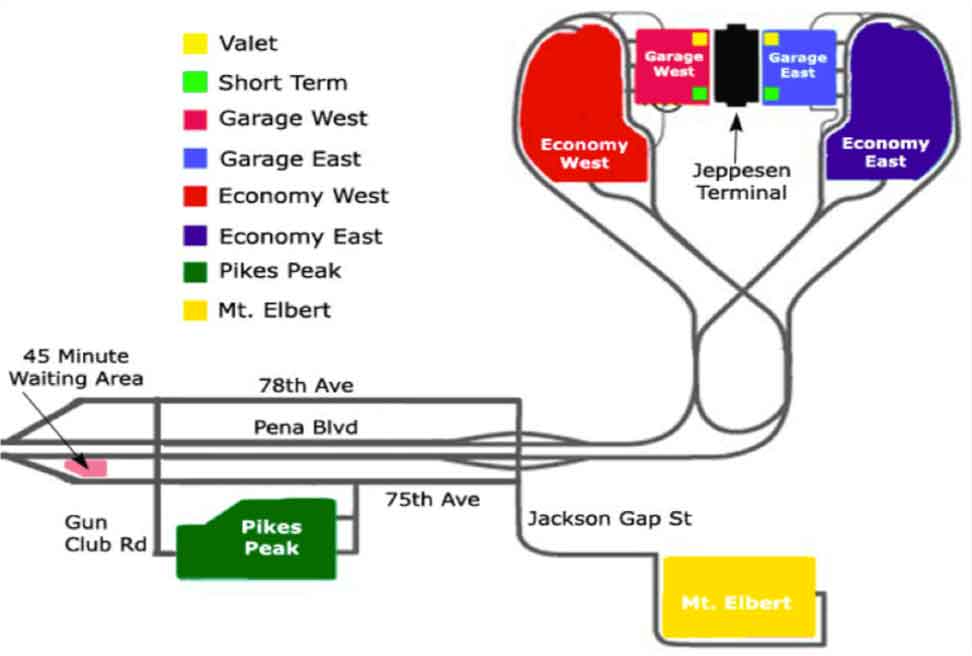 Valet
Short Term
Garage West
Garage East
Economy West
Economy East
Pikes Peak
Mt. Elbert
Garage
West
Garage
East
Economy
West
Economy
East
Jeppesen
Terminal
45 Minute
Waiting Area
78th Ave
Pena Blvd
75th Ave
Gun
Club Rd
Pikes
Peak
Jackson Gap St
Mt. Elbert